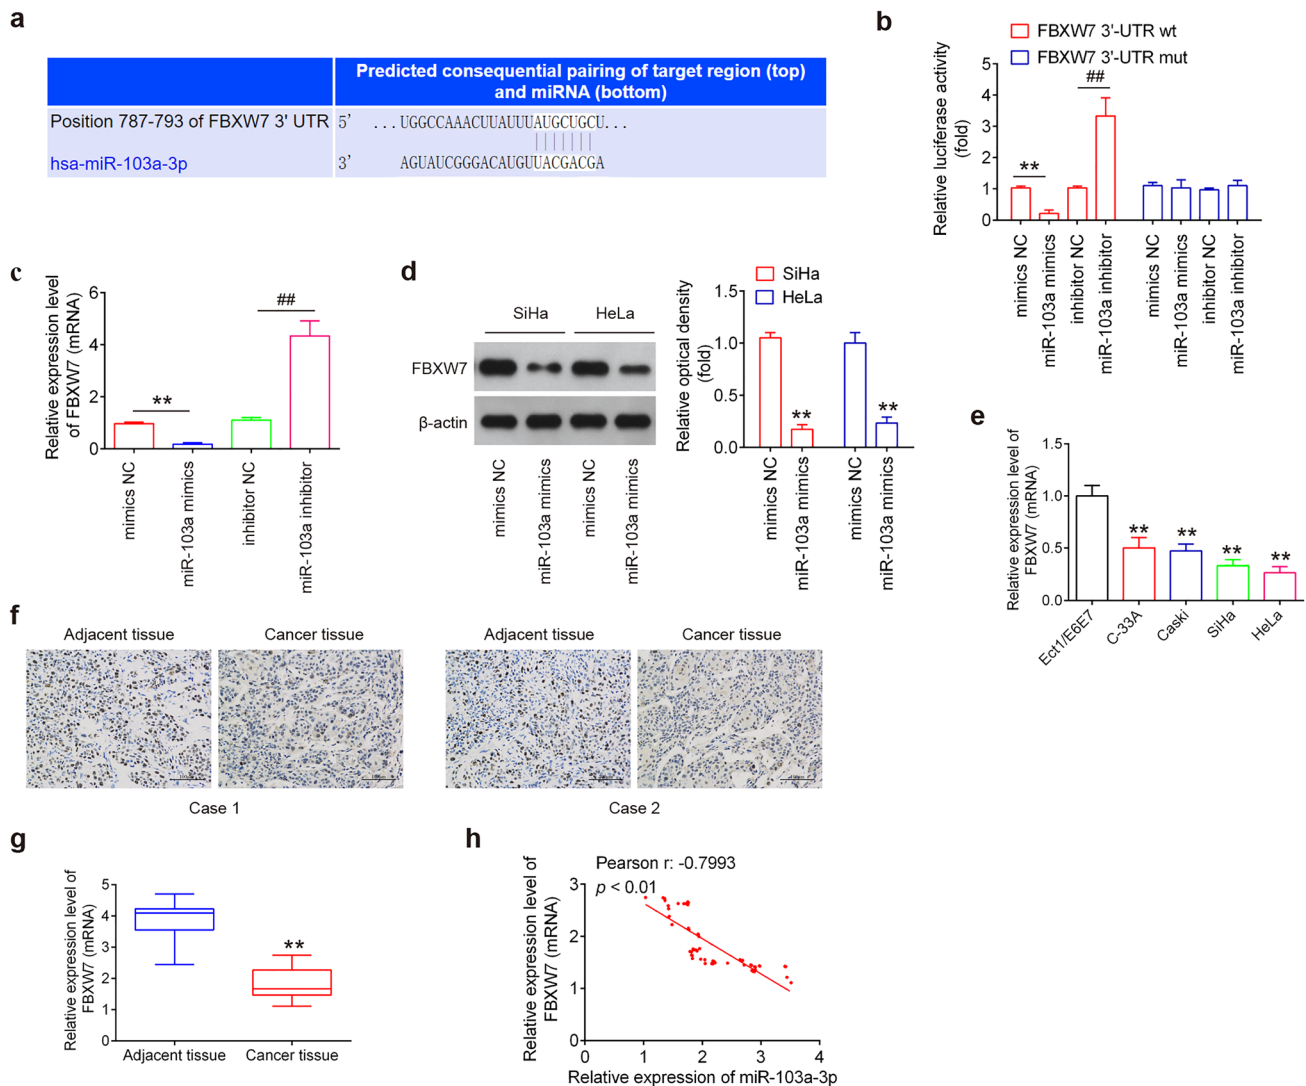 a
Predicted consequential pairing of target region (top)
and miRNA (bottom)
Position 787-793 of FBXW7 3' UTR 5' ...UGGCCAAACUUAUUUAUGCUGCU...
hsa-miR-103a-3p 3' AGUAUCGGGACAUGUUACGACGA
b
FBXW7 3'-UTR wt
FBXW7 3'-UTR mut
Relative luciferase activity
(fold)
5
4
3
2
1
0
**
##
mimics NC
miR-103a mimics
inhibitor NC
miR-103a inhibitor
mimics NC
miR-103a mimics
inhibitor NC
miR-103a inhibitor
c
Relative expression level
of FBXW7 (mRNA)
6
4
2
0
**
##
mimics NC
miR-103a mimics
inhibitor NC
miR-103a inhibitor
d
SiHa HeLa
FBXW7
β-actin
mimics NC
miR-103a mimics
mimics NC
miR-103a mimics
SiHa
HeLa
Relative optical density
(fold)
1.5
1.0
0.5
0.0
**
**
mimics NC
miR-103a mimics
mimics NC
miR-103a mimics
e
Relative expression level of
FBXW7 (mRNA)
1.5
1.0
0.5
0.0
**
**
**
**
Ect1/E6E7
C-33A
Caski
SiHa
HeLa
f
Adjacent tissue Cancer tissue Adjacent tissue Cancer tissue
Case 1 Case 2
g
Relative expression level of
FBXW7 (mRNA)
5
4
3
2
1
0
**
Adjacent tissue Cancer tissue
h
Pearson r: -0.7993
p < 0.01
Relative expression level of
FBXW7 (mRNA)
3
2
1
0
0 1 2 3 4
Relative expression of miR-103a-3p